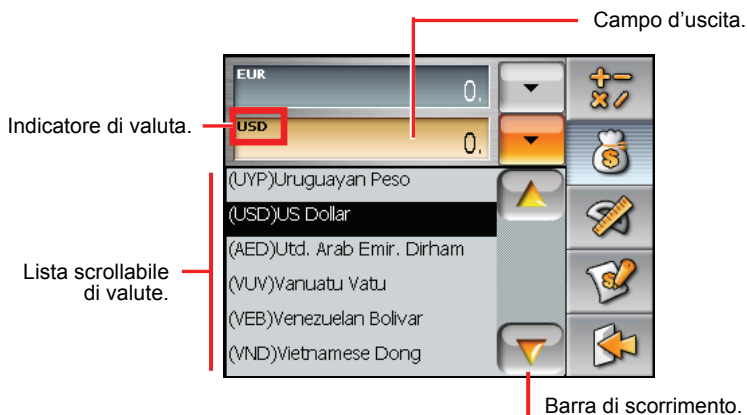 Campo d'uscita.
EUR
0.
Indicatore di valuta.
USD
0.
(UYP)Uruguayan Peso
(USD)US Dollar
(AED)Utd. Arab Emir. Dirham
Lista scrollabile
di valute.
(VUV)Vanuatu Vatu
(VEB)Venezuelan Bolivar
(VND)Vietnamese Dong
Barra di scorrimento.